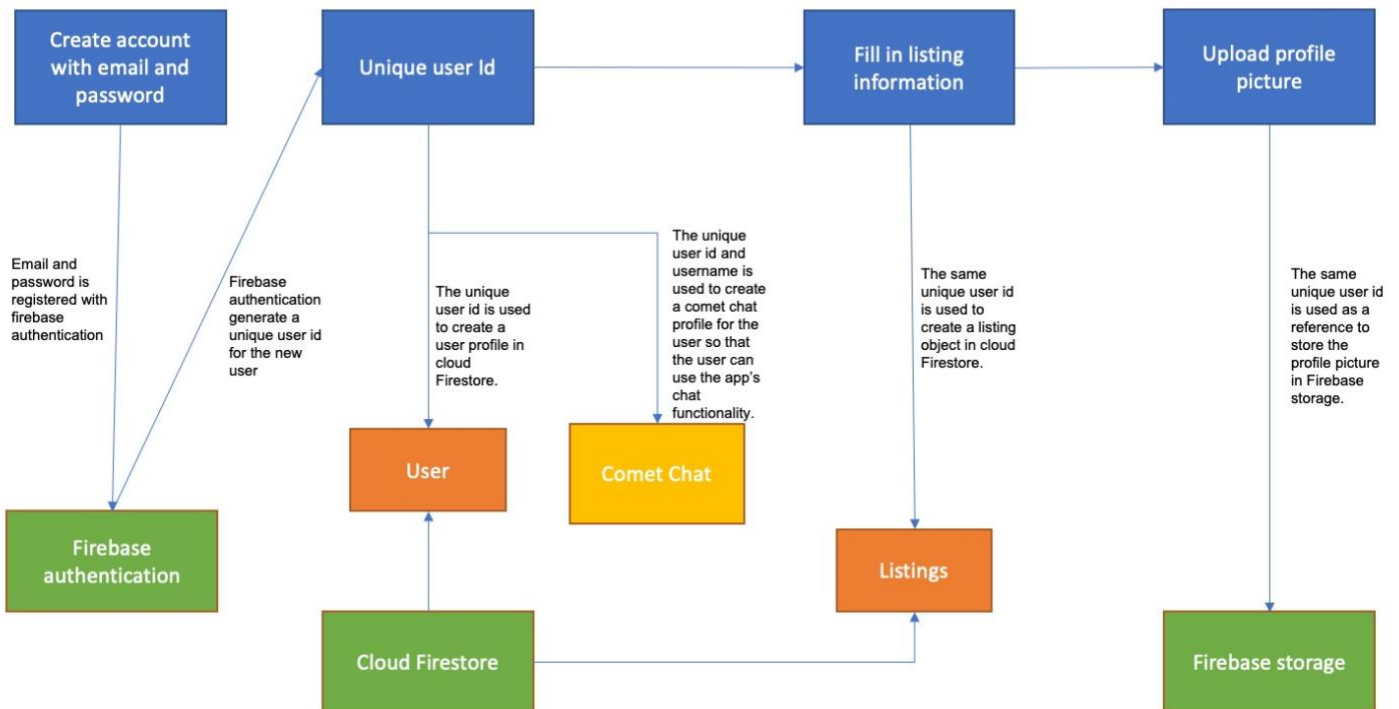 Create account
with email and
password
Unique user Id
Fill in listing
information
Upload profile
picture
Email and
password is
registered with
firebase
authentication
Firebase
authentication
generate a
unique user id
for the new
user
The unique
user id is used
to create a
user profile in
cloud
Firestore.
The unique
user id and
username is
used to create
a comet chat
profile for the
user so that
the user can
use the app's
chat
functionality.
The same
unique user id
is used to
create a listing
object in cloud
Firestore.
The same
unique user id
is used as a
reference to
store the
profile picture
in Firebase
storage.
User
Comet Chat
Firebase
authentication
Listings
Cloud Firestore
Firebase storage